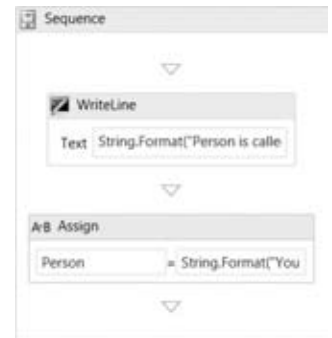 Sequence
WriteLine
Text String.Format("Person is calle
A+B Assign
Person = String.Format("You